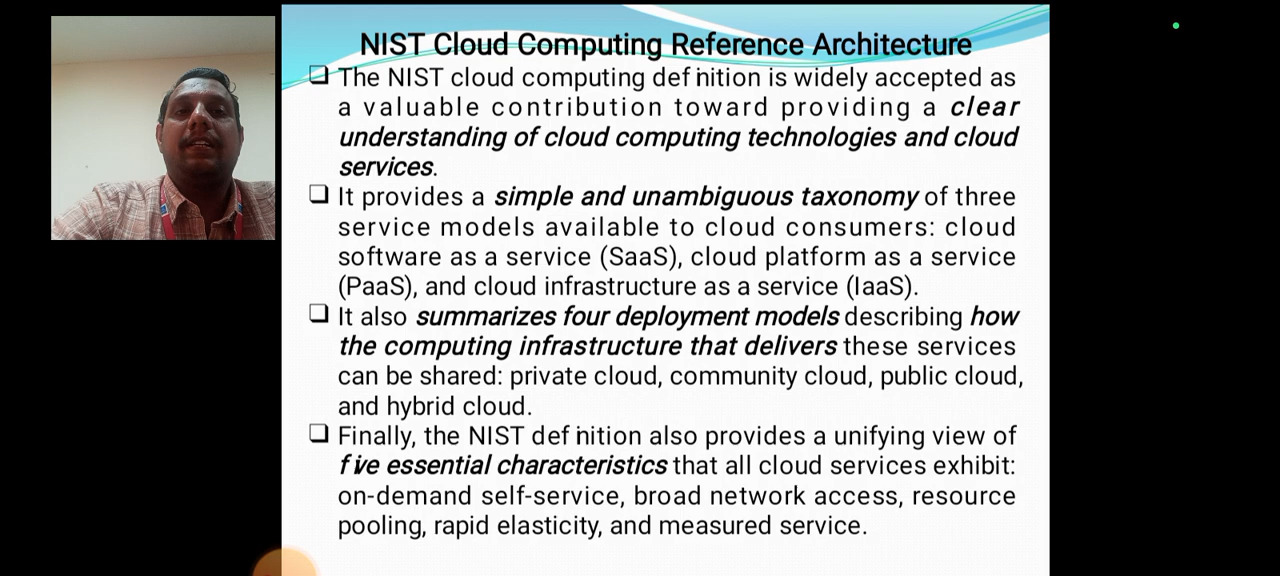 NIST Cloud Computing Reference Architecture
❑ The NIST cloud computing definition is widely accepted as
a valuable contribution toward providing a clear
understanding of cloud computing technologies and cloud
services.
❑ It provides a simple and unambiguous taxonomy of three
service models available to cloud consumers: cloud
software as a service (SaaS), cloud platform as a service
(PaaS), and cloud infrastructure as a service (IaaS).
❑ It also summarizes four deployment models describing how
the computing infrastructure that delivers these services
can be shared: private cloud, community cloud, public cloud,
and hybrid cloud.
❑ Finally, the NIST definition also provides a unifying view of
five essential characteristics that all cloud services exhibit:
on-demand self-service, broad network access, resource
pooling, rapid elasticity, and measured service.